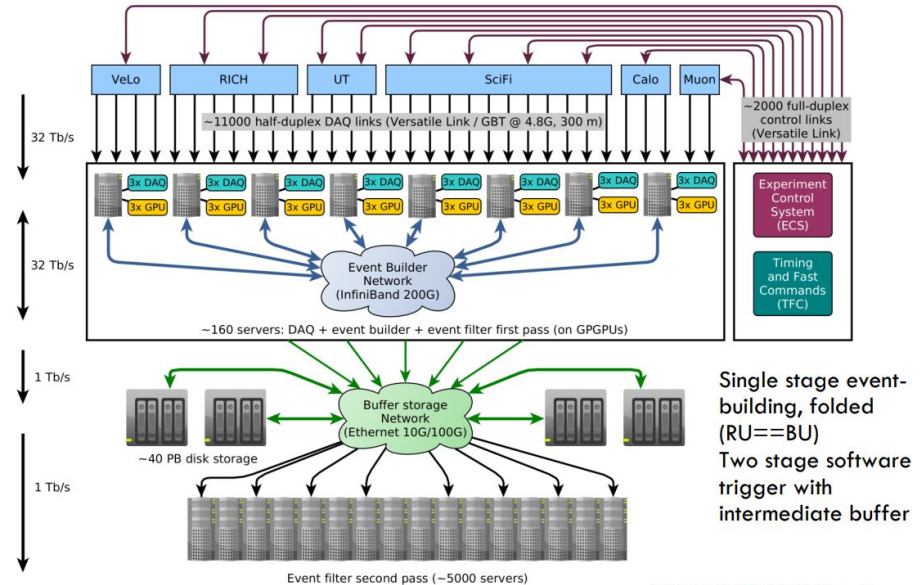 VeLo
RICH
UT
SciFi
Calo
Muon
~11000 half-duplex DAQ links (Versatile Link / GBT @ 4.8G, 300 m)
~2000 full-duplex
control links
(Versatile Link)
32 Tb/s
3x DAQ
3x GPU
3x DAQ
3x GPU
3x DAQ
3x GPU
3x DAQ
3x GPU
3x DAQ
3x GPU
3x DAQ
3x GPU
3x DAQ
3x GPU
3x DAQ
3x GPU
Experiment
Control
System
(ECS)
32 Tb/s
Event Builder
Network
(InfiniBand 200G)
Timing
and Fast
Commands
(TFC)
~160 servers: DAQ + event builder + event filter first pass (on GPGPUs)
1 Tb/s
Buffer storage
Network
(Ethernet 10G/100G)
~40 PB disk storage
Single stage event-
building, folded
(RU==BU)
Two stage software
trigger with
intermediate buffer
1 Tb/s
Event filter second pass (~5000 servers)